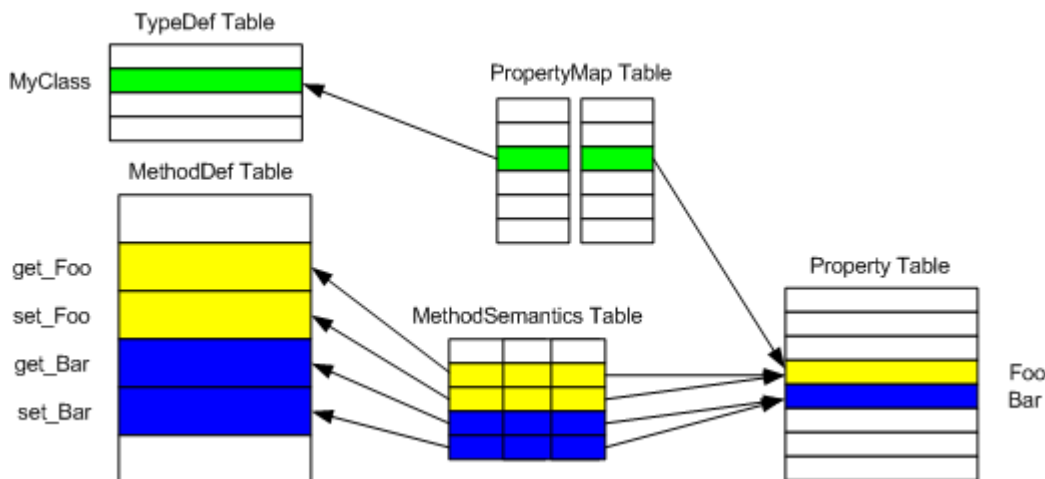 TypeDef Table
MyClass
PropertyMap Table
MethodDef Table
get_Foo
set_Foo
get_Bar
set_Bar
MethodSemantics Table
Property Table
Foo
Bar